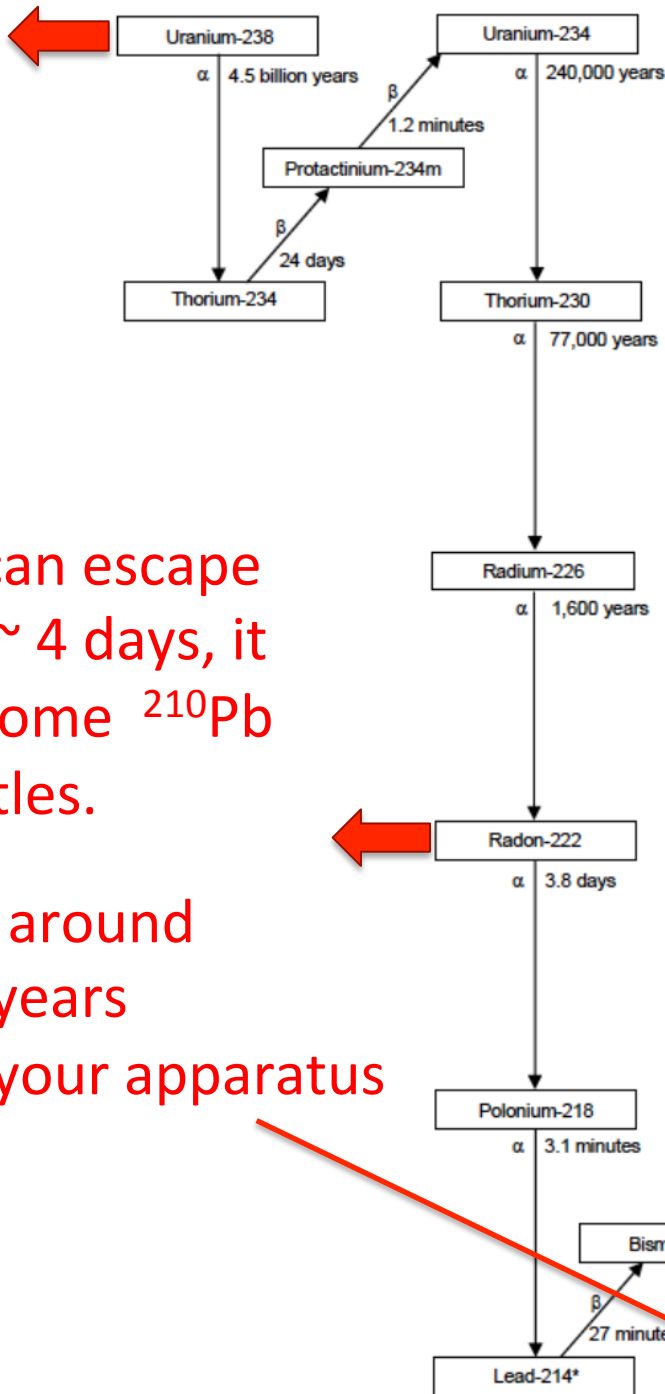 Uranium-238
α 4.5 billion years
Uranium-234
α 240,000 years
β
1.2 minutes
Protactinium-234m
β
24 days
Thorium-234
Thorium-230
α 77,000 years
can escape
~ 4 days, it
ome ²¹⁰Pb
tles.
Radium-226
α 1,600 years
Radon-222
α 3.8 days
around
years
your apparatus
Polonium-218
α 3.1 minutes
Bism
β
27 minute
Lead-214*